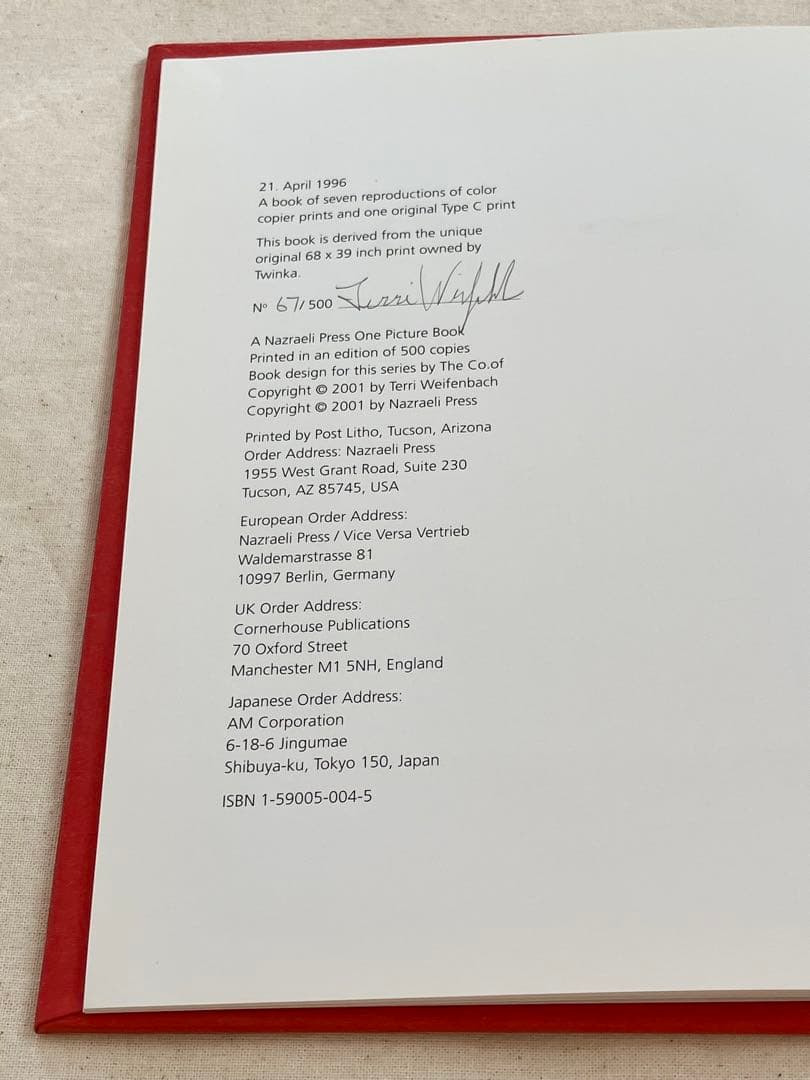 21. April 1996
A book of seven reproductions of color
copier prints and one original Type C print
This book is derived from the unique
original 68 x 39 inch print owned by
Twinka.
Nº 67/500 Terri Weifenbach
A Nazraeli Press One Picture Book
Printed in an edition of 500 copies
Book design for this series by The Co.of
Copyright © 2001 by Terri Weifenbach
Copyright © 2001 by Nazraeli Press
Printed by Post Litho, Tucson, Arizona
Order Address: Nazraeli Press
1955 West Grant Road, Suite 230
Tucson, AZ 85745, USA
European Order Address:
Nazraeli Press / Vice Versa Vertrieb
Waldemarstrasse 81
10997 Berlin, Germany
UK Order Address:
Cornerhouse Publications
70 Oxford Street
Manchester M1 5NH, England
Japanese Order Address:
AM Corporation
6-18-6 Jingumae
Shibuya-ku, Tokyo 150, Japan
ISBN 1-59005-004-5